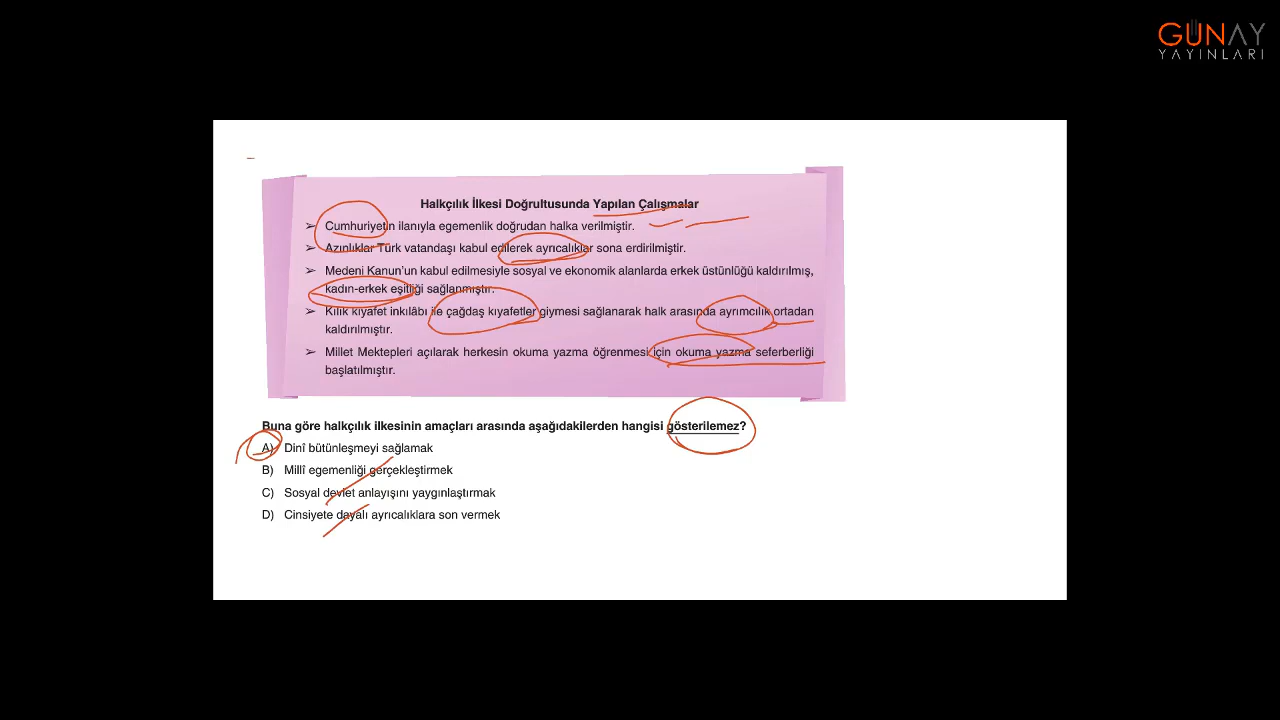 GÜNAY
YAYINLARI
Halkçılık İlkesi Doğrultusunda Yapılan Çalışmalar
➢ Cumhuriyetin ilanıyla egemenlik doğrudan halka verilmiştir.
➢ Azınlıklar Türk vatandaşı kabul edilerek ayrıcalıklar sona erdirilmiştir.
➢ Medeni Kanun'un kabul edilmesiyle sosyal ve ekonomik alanlarda erkek üstünlüğü kaldırılmış,
kadın-erkek eşitliği sağlanmıştır.
➢ Kılık kıyafet inkılâbı ile çağdaş kıyafetler giymesi sağlanarak halk arasında ayrımcılık ortadan
kaldırılmıştır.
➢ Millet Mektepleri açılarak herkesin okuma yazma öğrenmesi için okuma yazma seferberliği
başlatılmıştır.
Buna göre halkçılık ilkesinin amaçları arasında aşağıdakilerden hangisi gösterilemez?
A) Dinî bütünleşmeyi sağlamak
B) Millî egemenliği gerçekleştirmek
C) Sosyal devlet anlayışını yaygınlaştırmak
D) Cinsiyete dayalı ayrıcalıklara son vermek